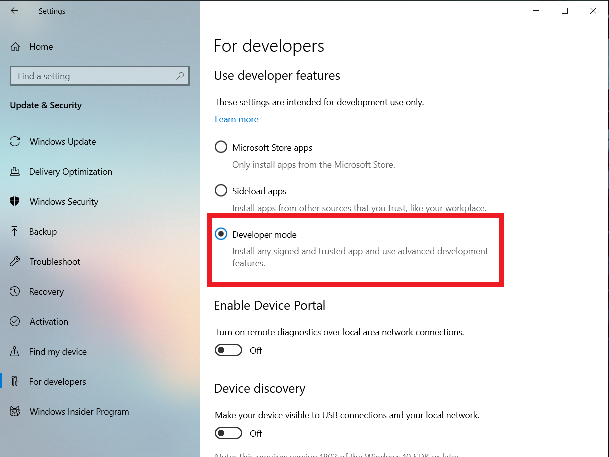 Settings
Home
Find a setting
Update & Security
Windows Update
Delivery Optimization
Windows Security
Backup
Troubleshoot
Recovery
Activation
Find my device
For developers
Windows Insider Program
For developers
Use developer features
These settings are intended for development use only.
Learn more
Microsoft Store apps
Only install apps from the Microsoft Store.
Sideload apps
Install apps from other sources that you trust, like your workplace.
Developer mode
Install any signed and trusted app and use advanced development
features.
Enable Device Portal
Turn on remote diagnostics over local area network connections.
Off
Device discovery
Make your device visible to USB connections and your local network.
Off